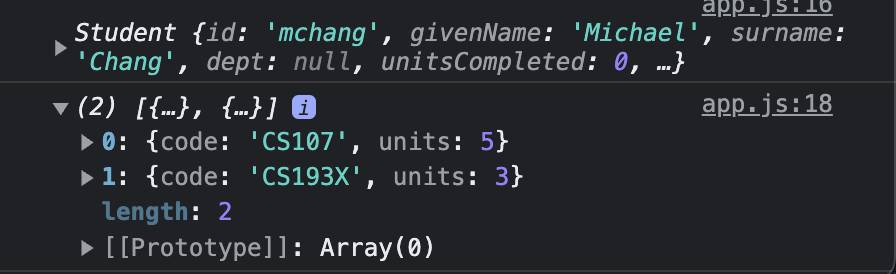 app.js:16
Student {id: 'mchang', givenName: 'Michael', surname:
'Chang', dept: null, unitsCompleted: 0, …}
(2) [{…}, {…}] i app.js:18
0: {code: 'CS107', units: 5}
1: {code: 'CS193X', units: 3}
length: 2
[[Prototype]]: Array(0)